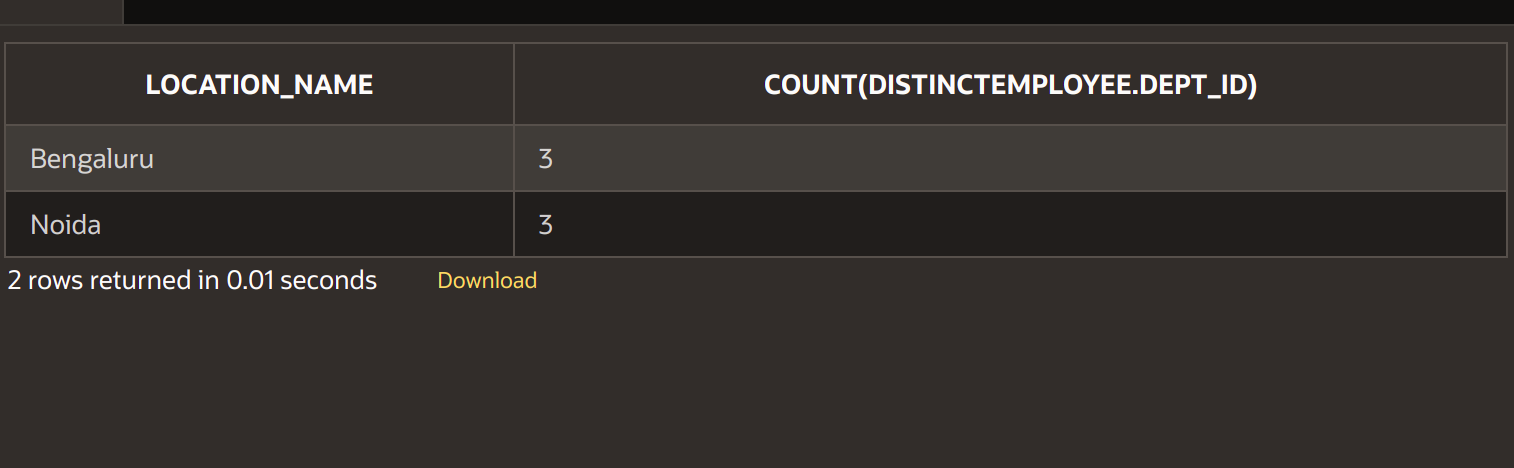 LOCATION_NAME COUNT(DISTINCTEMPLOYEE.DEPT_ID)
Bengaluru 3
Noida 3
2 rows returned in 0.01 seconds Download